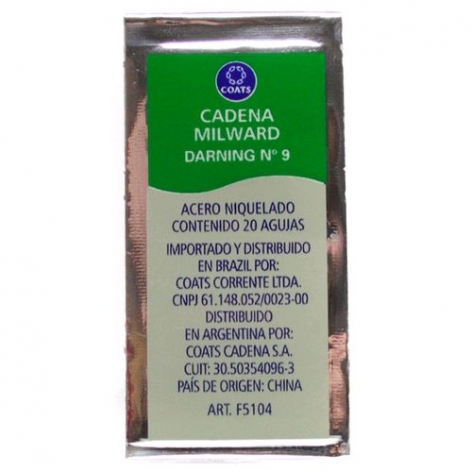 COATS
CADENA
MILWARD
DARNING Nº 9
ACERO NIQUELADO
CONTENIDO 20 AGUJAS
IMPORTADO Y DISTRIBUIDO
EN BRAZIL POR:
COATS CORRENTE LTDA.
CNPJ 61.148.052/0023-00
DISTRIBUIDO
EN ARGENTINA POR:
COATS CADENA S.A.
CUIT: 30.50354096-3
PAÍS DE ORIGEN: CHINA
ART. F5104